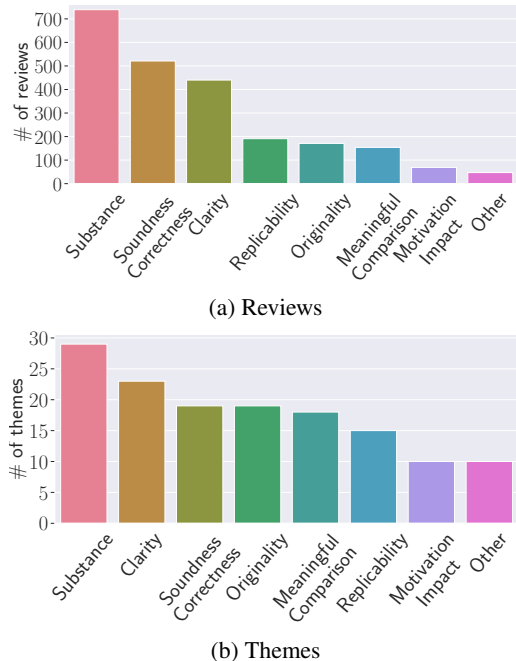 700
600
500
400
300
200
100
0
# of reviews
Substance
Soundness
Correctness
Clarity
Replicability
Originality
Meaningful
Comparison
Motivation
Impact
Other
(a) Reviews
30
25
20
15
10
5
0
# of themes
Substance
Clarity
Soundness
Correctness
Originality
Meaningful
Comparison
Replicability
Motivation
Impact
Other
(b) Themes